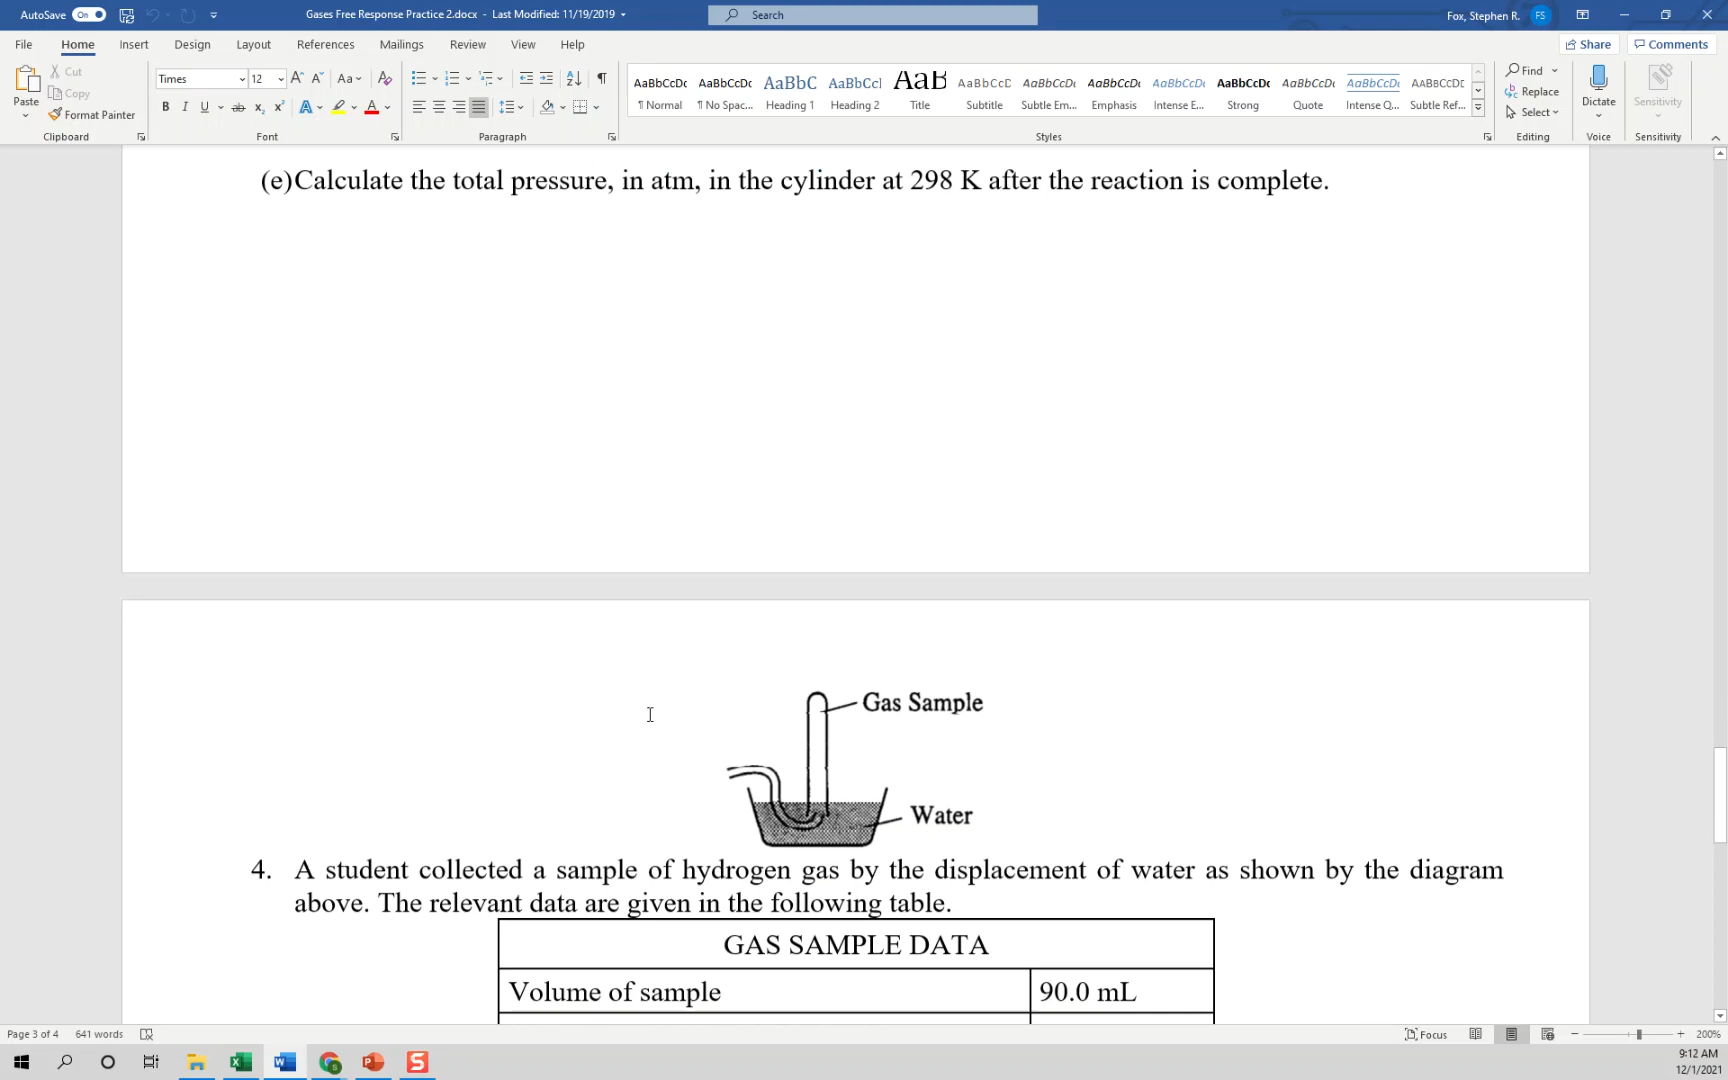 AutoSave On Gases Free Response Practice 2.docx - Last Modified: 11/19/2019 Search Fox, Stephen R. FS
File Home Insert Design Layout References Mailings Review View Help Share Comments
Paste Cut Copy Format Painter
Clipboard
Times 12
Font
Paragraph
AaBbCcDc AaBbCcDc AaBbC AaBbCcI AaB AaBbCcD AaBbCcDc AaBbCcDc AaBbCcDc AaBbCcDc AaBbCcDc AaBbCcDc AABBCCDE
¶ Normal ¶ No Spac... Heading 1 Heading 2 Title Subtitle Subtle Em... Emphasis Intense E... Strong Quote Intense Q... Subtle Ref...
Styles
Find
Replace
Select
Editing
Dictate
Voice
Sensitivity
Sensitivity
(e)Calculate the total pressure, in atm, in the cylinder at 298 K after the reaction is complete.
Gas Sample
Water
4. A student collected a sample of hydrogen gas by the displacement of water as shown by the diagram
above. The relevant data are given in the following table.
GAS SAMPLE DATA
Volume of sample 90.0 mL
Page 3 of 4 641 words Focus 200%
9:12 AM
12/1/2021